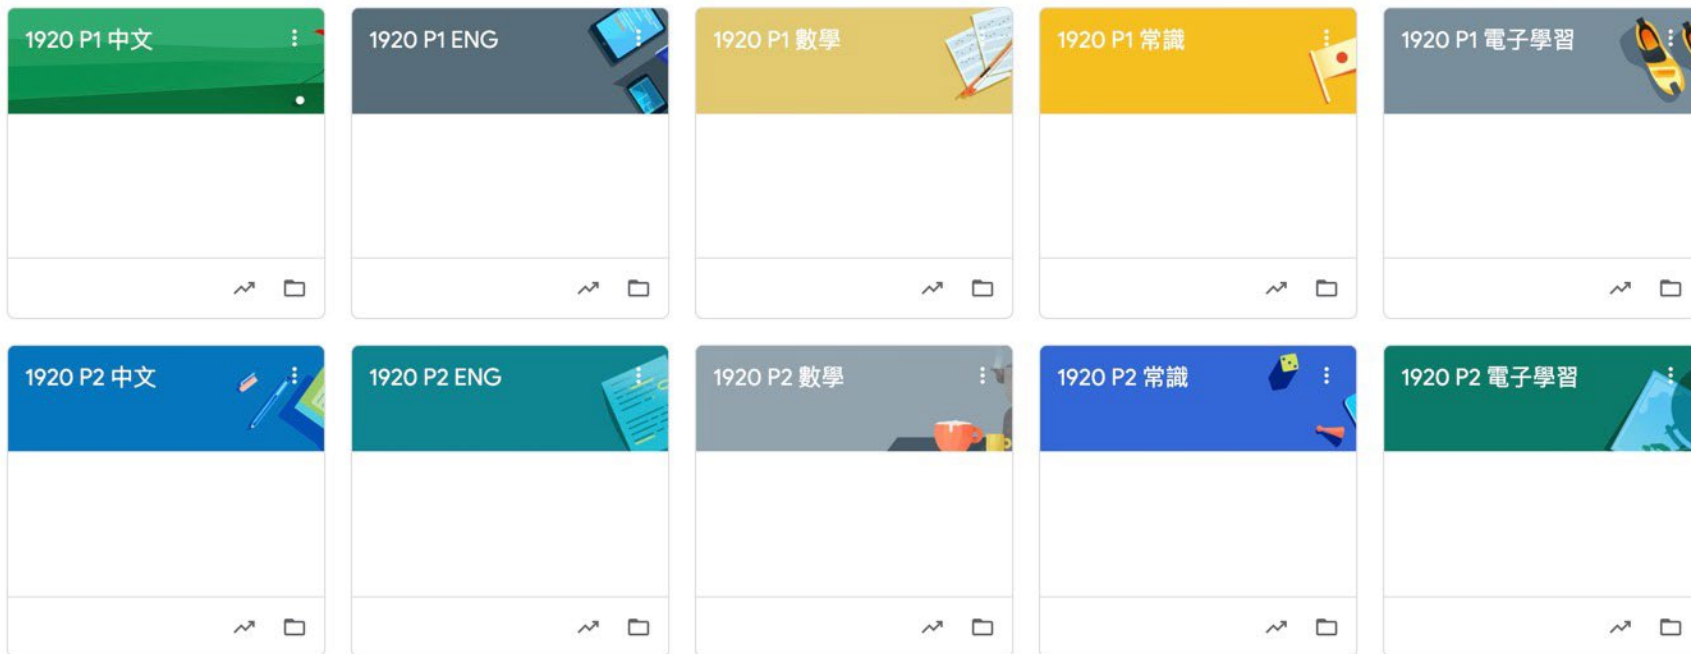 1920 P1 中文
1920 P1 ENG
1920 P1 數學
1920 P1 常識
1920 P1 電子學習
1920 P2 中文
1920 P2 ENG
1920 P2 數學
1920 P2 常識
1920 P2 電子學習